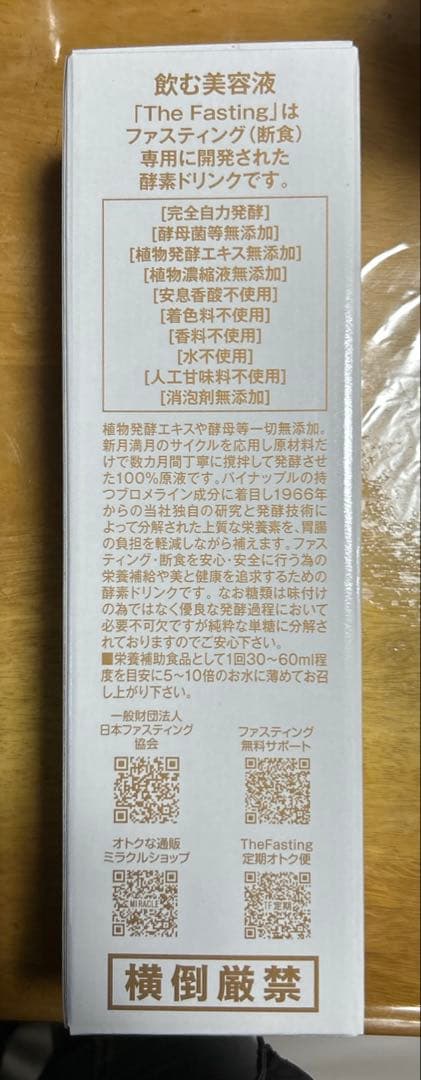 飲む美容液
「The Fasting」は
ファスティング(断食)
専用に開発された
酵素ドリンクです。
[完全自力発酵]
[酵母菌等無添加]
[植物発酵エキス無添加]
[植物濃縮液無添加]
[安息香酸不使用]
[着色料不使用]
[香料不使用]
[水不使用]
[人工甘味料不使用]
[消泡剤無添加]
植物発酵エキスや酵母等一切無添加。
新月満月のサイクルを応用し原材料だ
けで数カ月間丁寧に撹拌して発酵させ
た100%原液です。パイナップルの持
つブロメライン成分に着目し1966年
からの当社独自の研究と発酵技術に
よって分解された上質な栄養素を、胃腸
の負担を軽減しながら補えます。ファス
ティング・断食を安心・安全に行う為の
栄養補給や美と健康を追求するための
酵素ドリンクです。なお糖類は味付け
の為ではなく優良な発酵過程において
必要不可欠ですが純粋な単糖に分解さ
れておりますのでご安心下さい。
■栄養補助食品として1回30〜60ml程
度を目安に5〜10倍のお水に薄めてお召
し上がり下さい。
一般財団法人
日本ファスティング
協会
ファスティング
無料サポート
オトクな通販
ミラクルショップ
TheFasting
定期オトク便
MIRACLE
TF定期
横倒厳禁